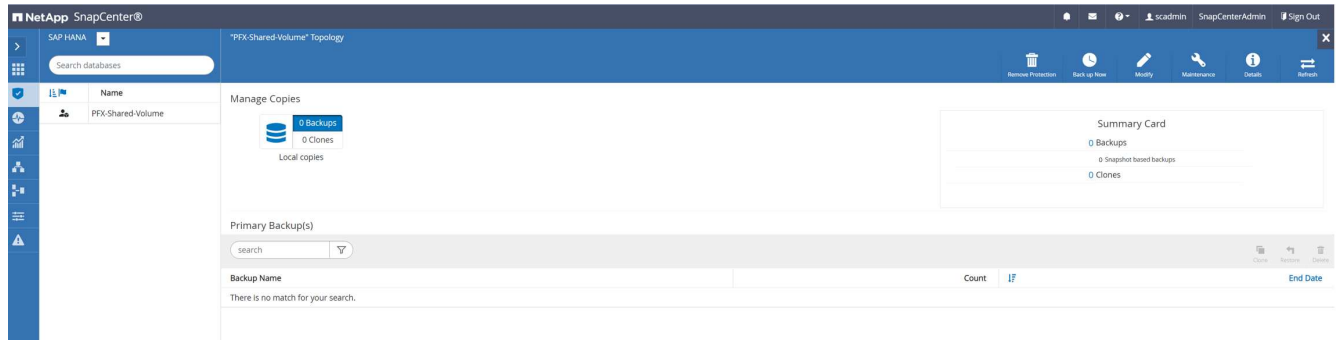 NetApp SnapCenter®
scadmin SnapCenterAdmin Sign Out
SAP HANA
"PFX-Shared-Volume" Topology
Search databases
Remove Protection Back up Now Modify Maintenance Details Refresh
Name
PFX-Shared-Volume
Manage Copies
0 Backups
0 Clones
Local copies
Summary Card
0 Backups
0 Snapshot based backups
0 Clones
Primary Backup(s)
search
Clone Restore Delete
Backup Name Count End Date
There is no match for your search.